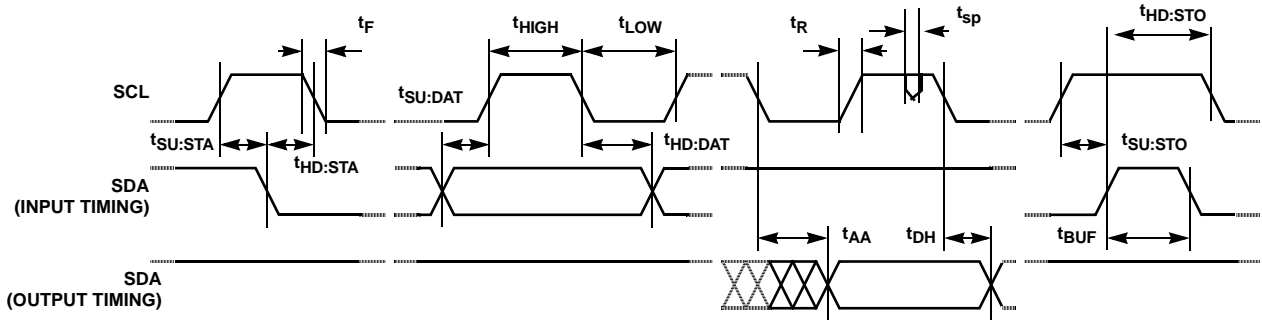 tF
tHIGH
tLOW
tR
tsp
tHD:STO
SCL
tSU:DAT
tSU:STA
tHD:STA
tHD:DAT
tSU:STO
SDA
(INPUT TIMING)
tAA
tDH
tBUF
SDA
(OUTPUT TIMING)